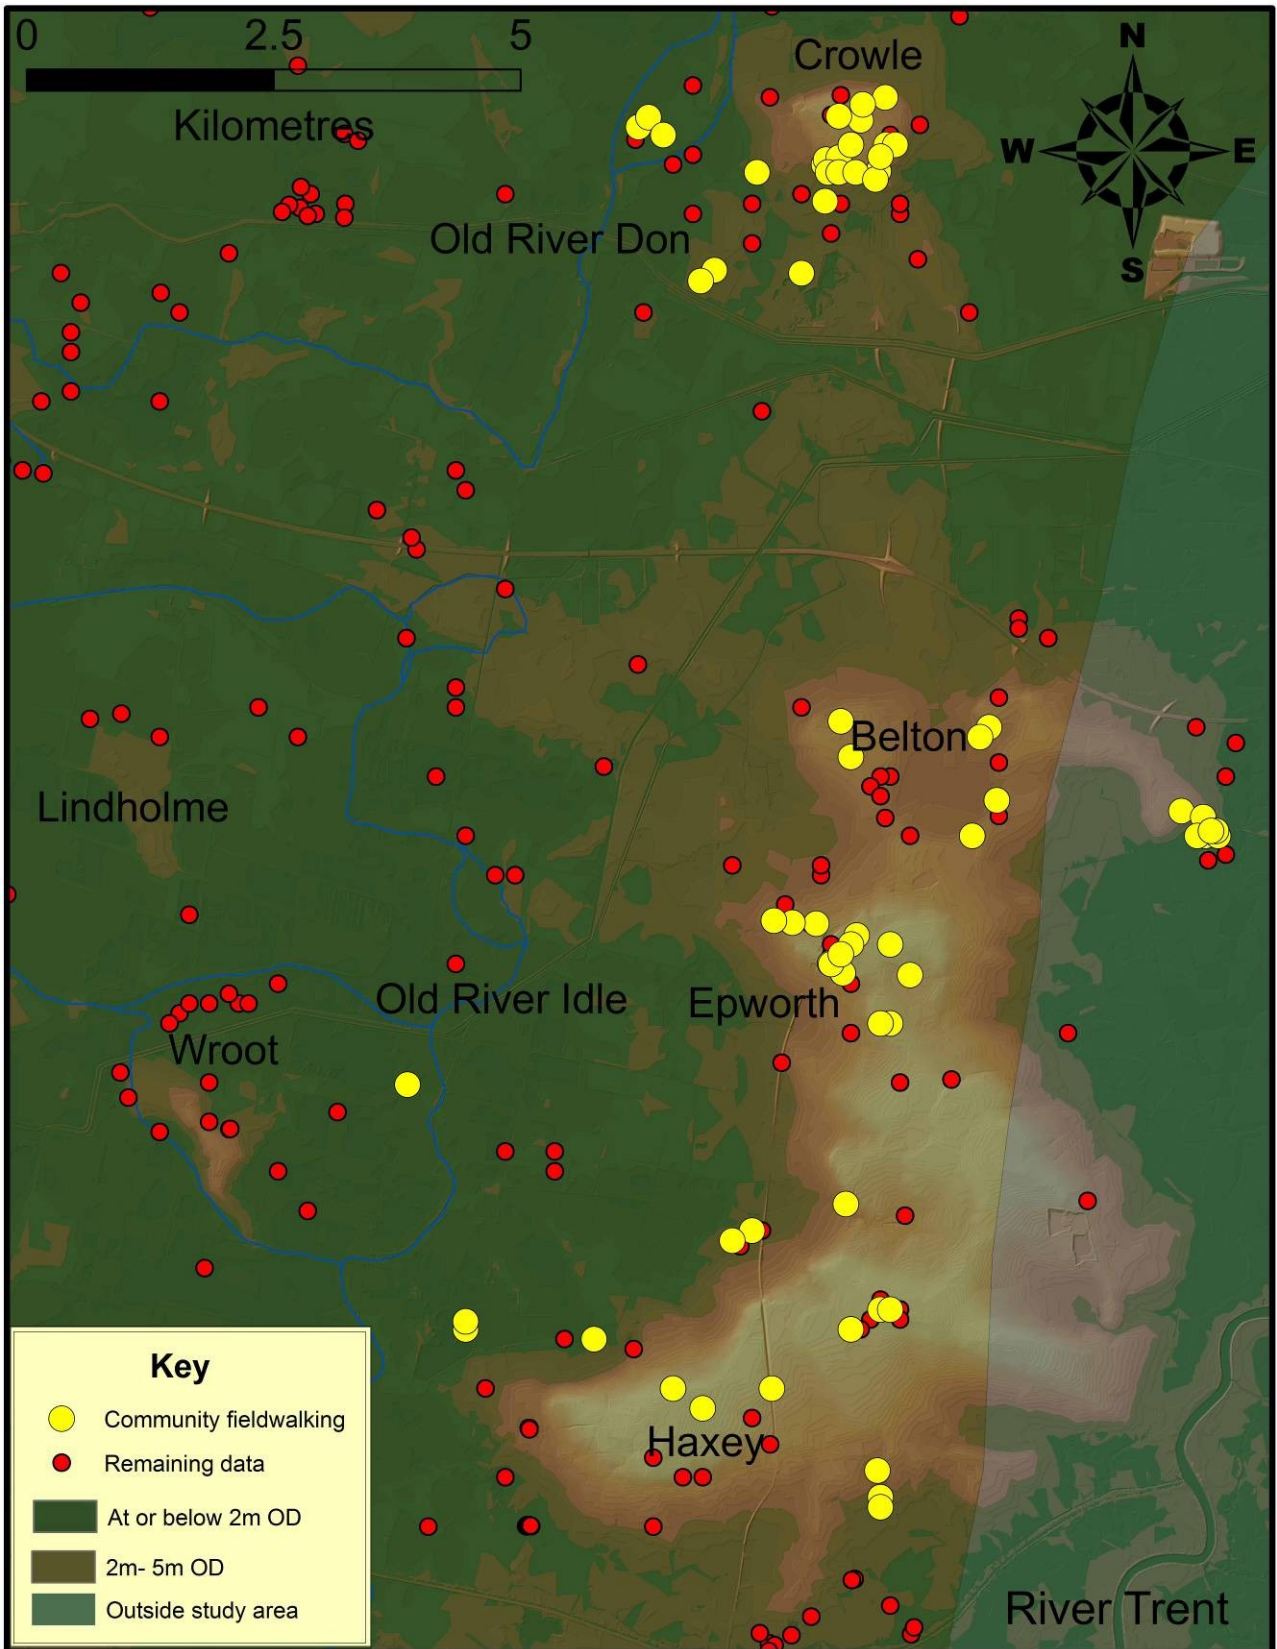 0 2.5 5
Kilometres
Crowle
N
W E
S
Old River Don
Belton
Lindholme
Old River Idle
Epworth
Wroot
Haxey
River Trent
Key
Community fieldwalking
Remaining data
At or below 2m OD
2m- 5m OD
Outside study area